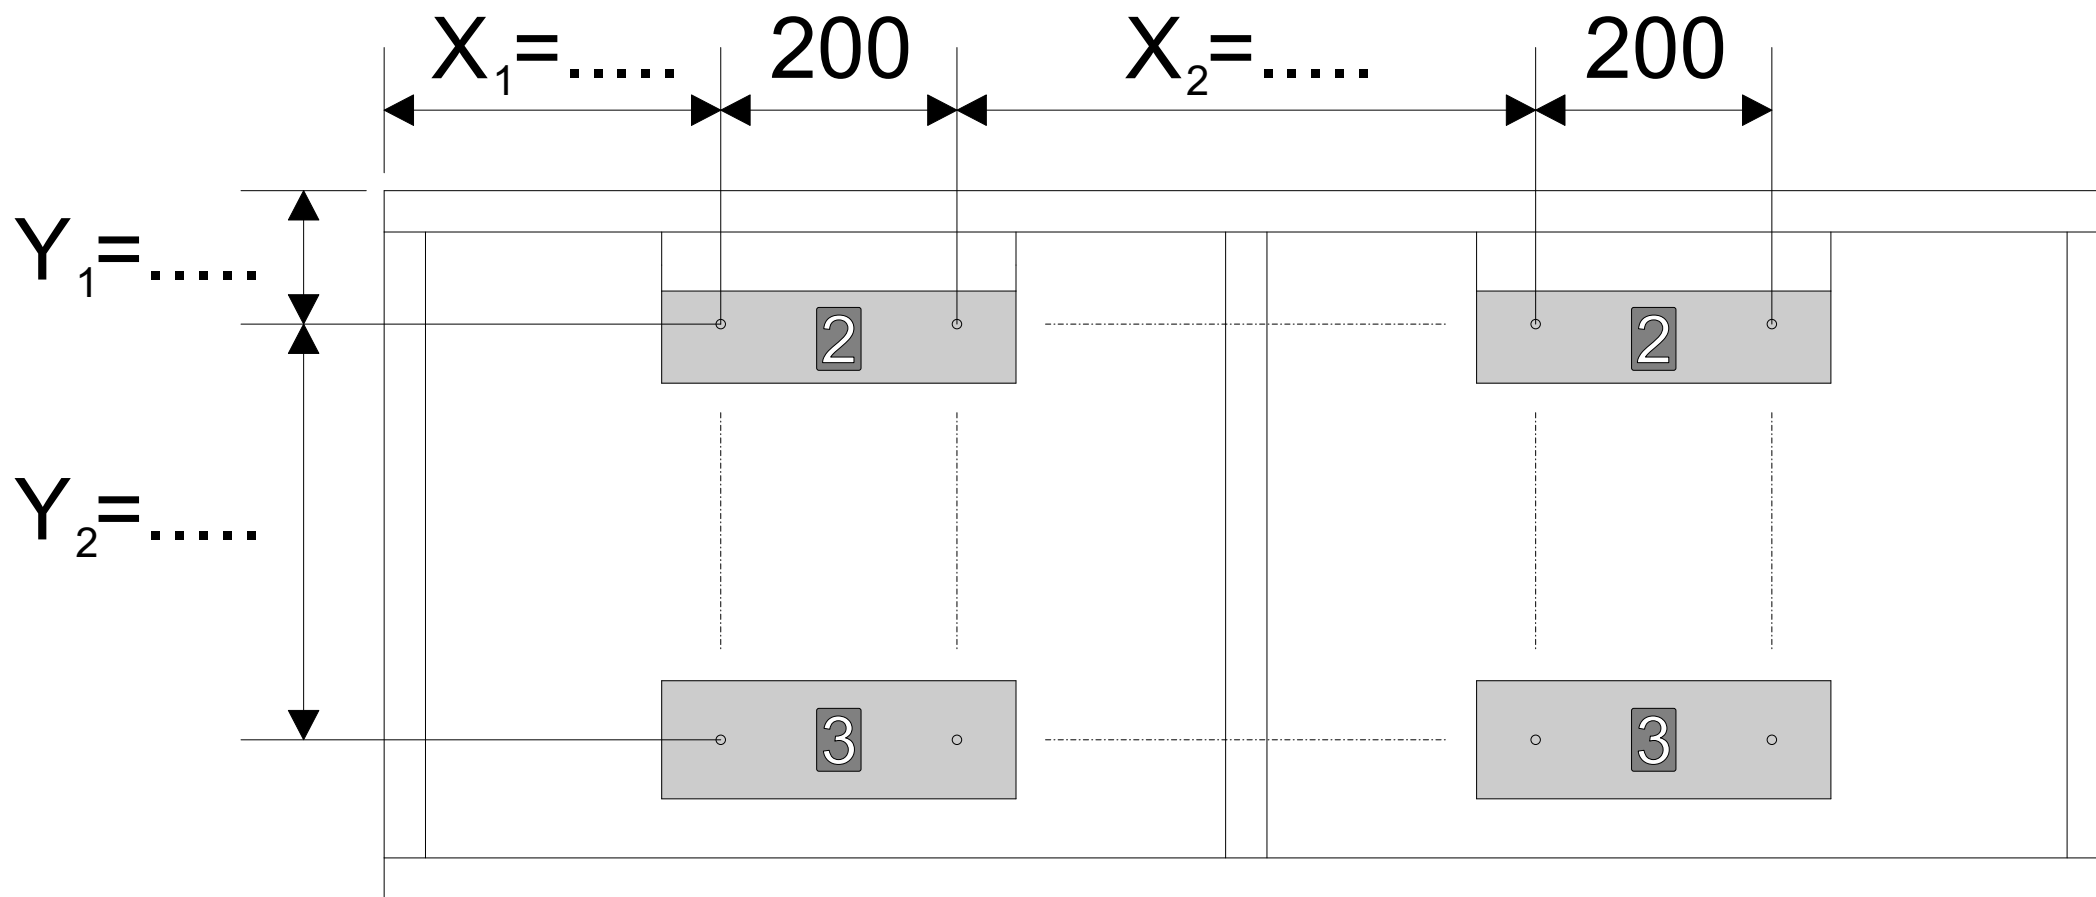 X₁=..... 200 X₂=..... 200
Y₁=.....
2 2
Y₂=.....
3 3